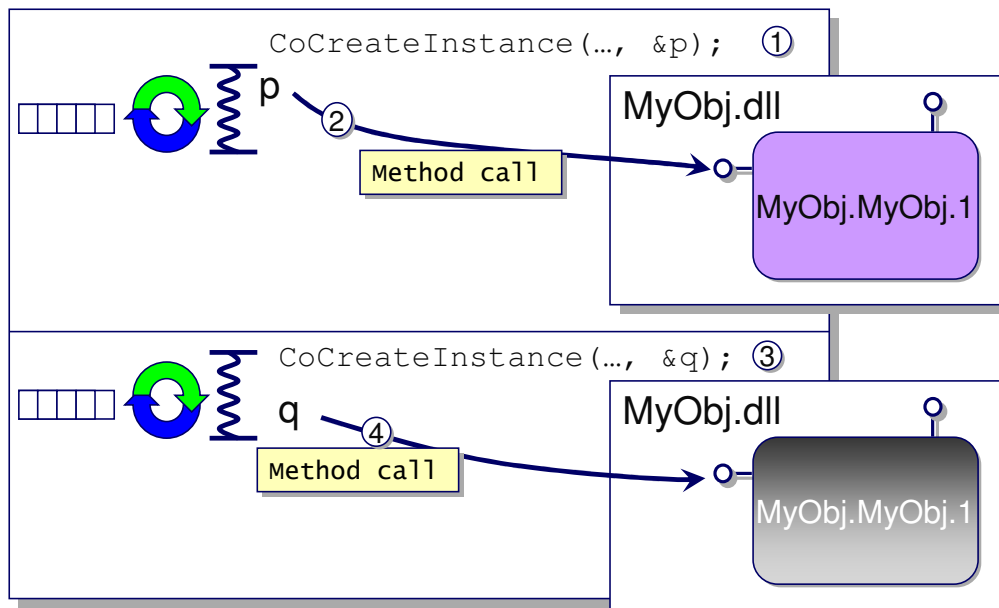 CoCreateInstance(…, &p); 1
p
2
Method call
MyObj.dll
MyObj.MyObj.1
CoCreateInstance(…, &q); 3
q
4
Method call
MyObj.dll
MyObj.MyObj.1